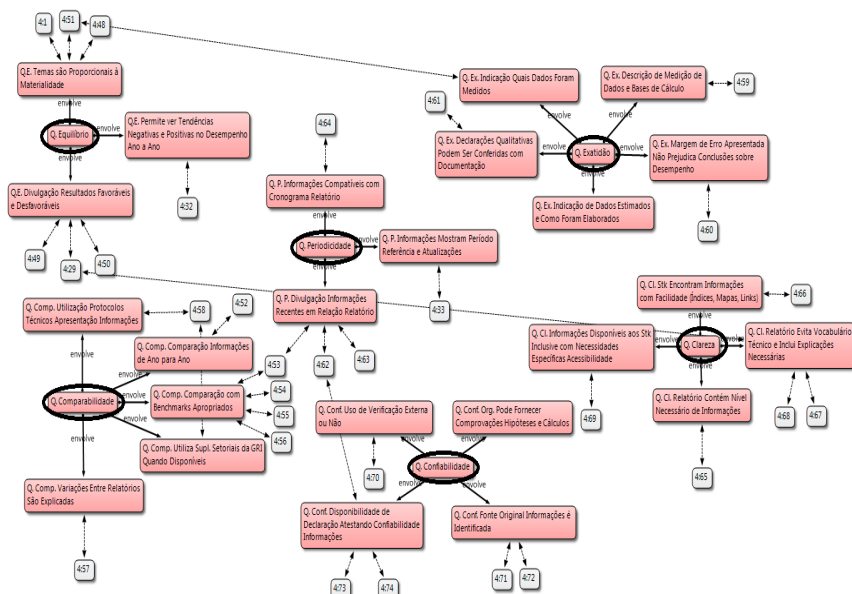 4:1
4:51
4:48
Q.E. Temas são Proporcionais à
Materialidade
envolve
Q. Equilíbrio
envolve
Q.E. Permite ver Tendências
Negativas e Positivas no Desempenho
Ano a Ano
envolve
Q.E. Divulgação Resultados Favoráveis
e Desfavoráveis
4:32
4:49
4:29
4:50
4:64
Q. P. Informações Compatíveis com
Cronograma Relatório
envolve
Q. Periodicidade
envolve
Q. P. Informações Mostram Período
Referência e Atualizações
envolve
4:33
Q. P. Divulgação Informações
Recentes em Relação Relatório
4:53
4:62
4:63
Q. Ex. Indicação Quais Dados Foram
Medidos
Q. Ex. Descrição de Medição de
Dados e Bases de Cálculo
4:59
4:61
envolve
envolve
Q. Ex. Declarações Qualitativas
Podem Ser Conferidas com
Documentação
envolve
Q. Exatidão
envolve
Q. Ex. Margem de Erro Apresentada
Não Prejudica Conclusões sobre
Desempenho
envolve
Q. Ex. Indicação de Dados Estimados
e Como Foram Elaborados
4:60
Q. Comp. Utilização Protocolos
Técnicos Apresentação Informações
4:58
4:52
envolve
Q. Comp. Comparação Informações
de Ano para Ano
envolve
Q. Comparabilidade
envolve
Q. Comp. Comparação com
Benchmarks Apropriados
4:54
4:55
4:56
envolve
Q. Comp. Utiliza Supl. Setoriais da GRI
Quando Disponíveis
envolve
Q. Comp. Variações Entre Relatórios
São Explicadas
4:57
Q. Cl. Stk Encontram Informações
com Facilidade (Índices, Mapas, Links)
4:66
envolve
Q. Cl. Informações Disponíveis aos Stk
Inclusive com Necessidades
Específicas Acessibilidade
envolve
Q. Clareza
envolve
Q. Cl. Relatório Evita Vocabulário
Técnico e Inclui Explicações
Necessárias
envolve
4:69
Q. Cl. Relatório Contém Nível
Necessário de Informações
4:68
4:67
4:65
Q. Conf. Uso de Verificação Externa
ou Não
Q. Conf. Org. Pode Fornecer
Comprovações Hipóteses e Cálculos
envolve
envolve
4:70
Q. Confiabilidade
envolve
envolve
Q. Conf. Disponibilidade de
Declaração Atestando Confiabilidade
Informações
Q. Conf. Fonte Original Informações é
Identificada
4:73
4:74
4:71
4:72